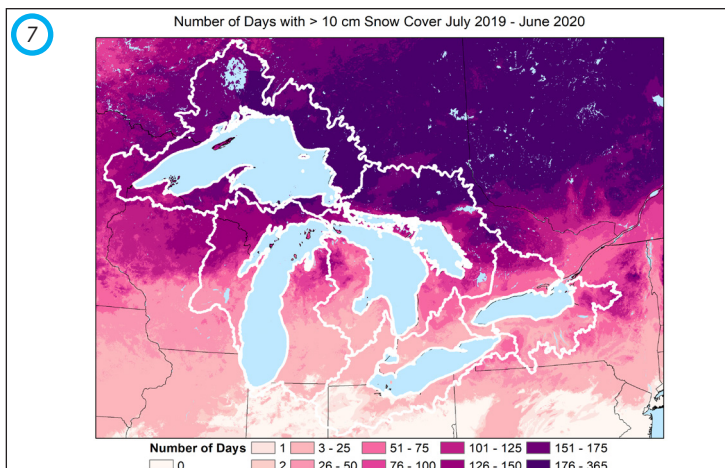 7
Number of Days with > 10 cm Snow Cover July 2019 - June 2020
Number of Days 1 3 - 25 51 - 75 101 - 125 151 - 175
0 2 26 - 50 76 - 100 126 - 150 176 - 365